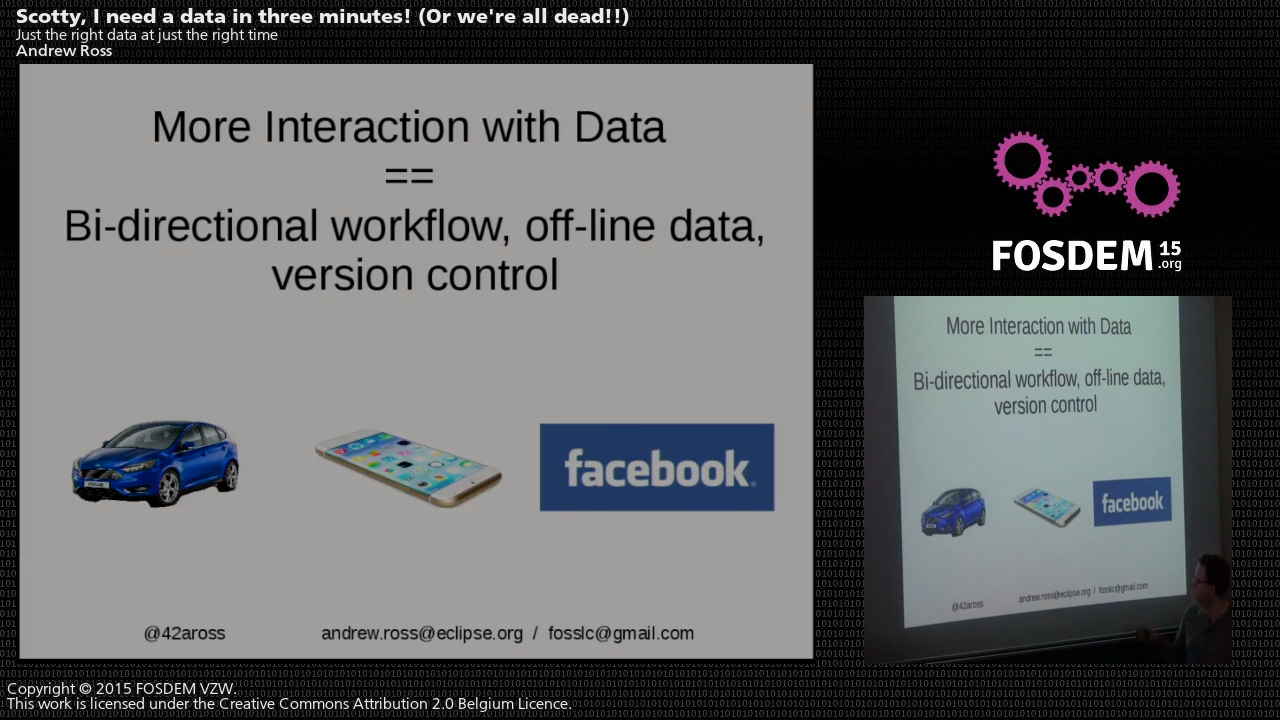 Scotty, I need a data in three minutes! (Or we're all dead!!)
Just the right data at just the right time
Andrew Ross
More Interaction with Data
==
Bi-directional workflow, off-line data,
version control
facebook
@42aross
andrew.ross@eclipse.org / fosslc@gmail.com
FOSDEM 15
.org
More Interaction with Data
==
Bi-directional workflow, off-line data,
version control
facebook
@42aross
andrew.ross@eclipse.org / fosslc@gmail.com
Copyright © 2015 FOSDEM VZW.
This work is licensed under the Creative Commons Attribution 2.0 Belgium Licence.